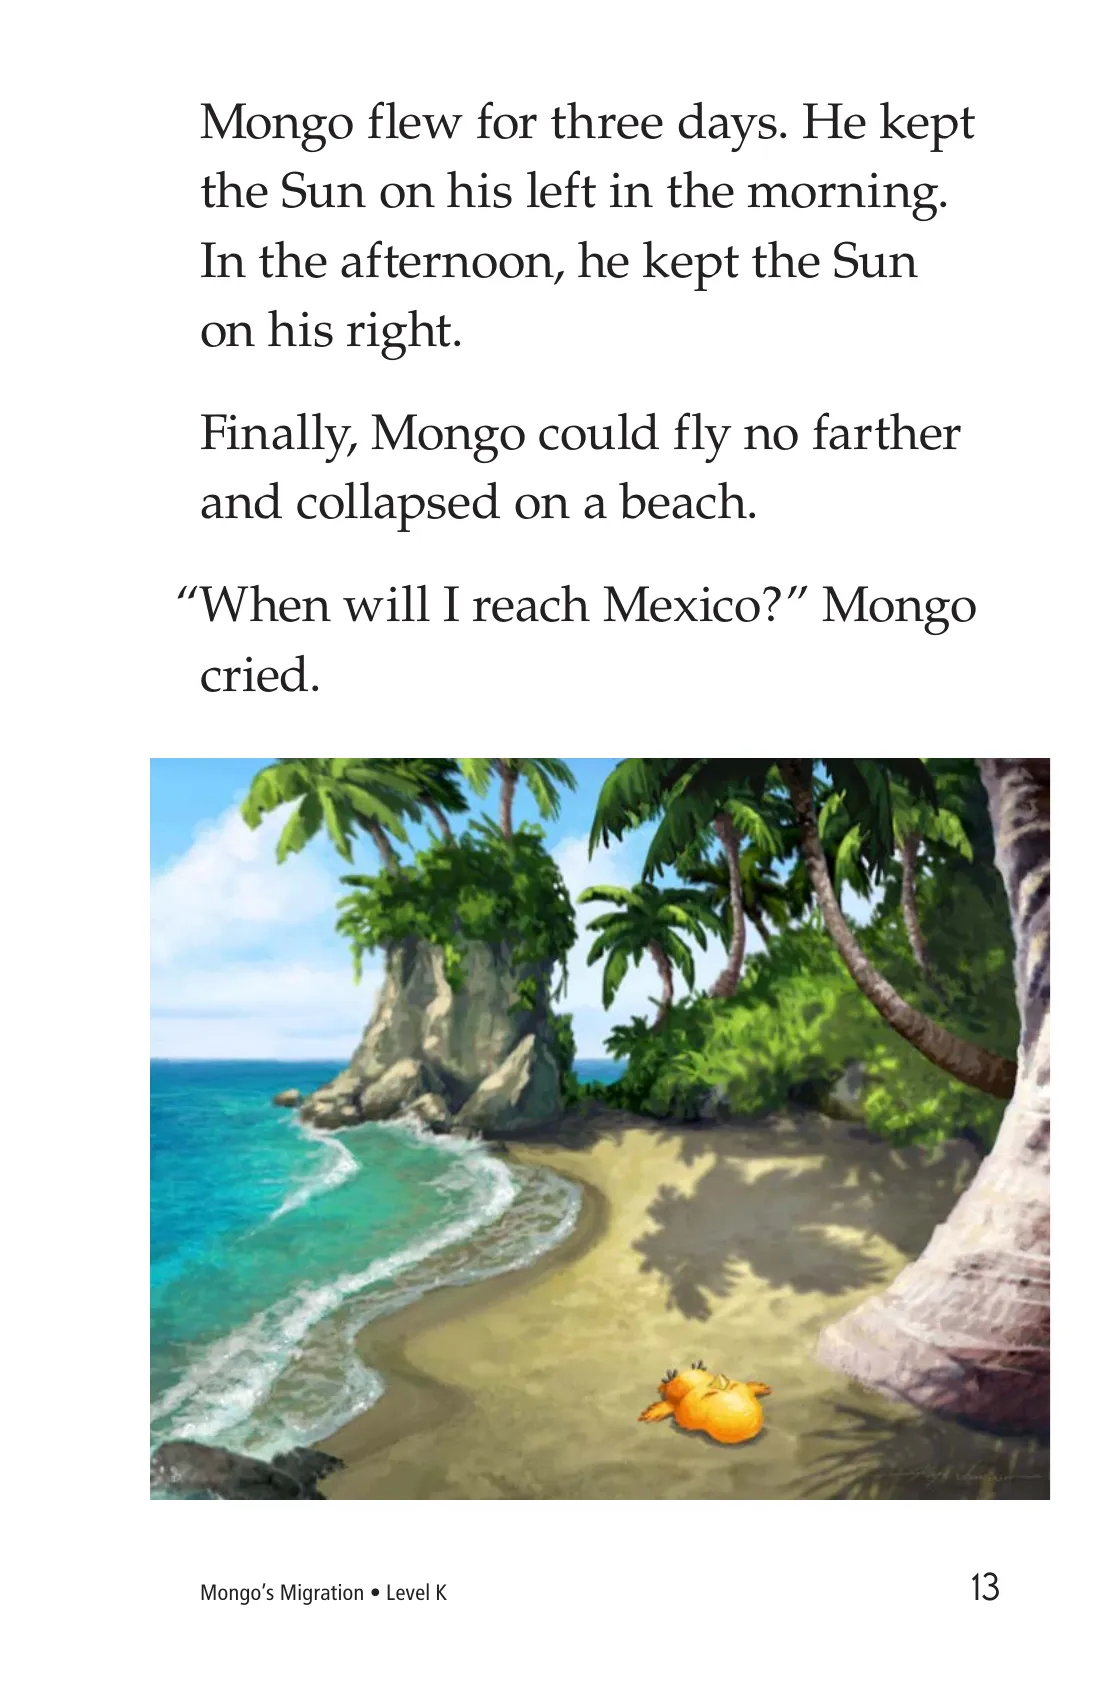 Mongo flew for three days. He kept
the Sun on his left in the morning.
In the afternoon, he kept the Sun
on his right.
Finally, Mongo could fly no farther
and collapsed on a beach.
“When will I reach Mexico?” Mongo
cried.
Mongo’s Migration • Level K
13